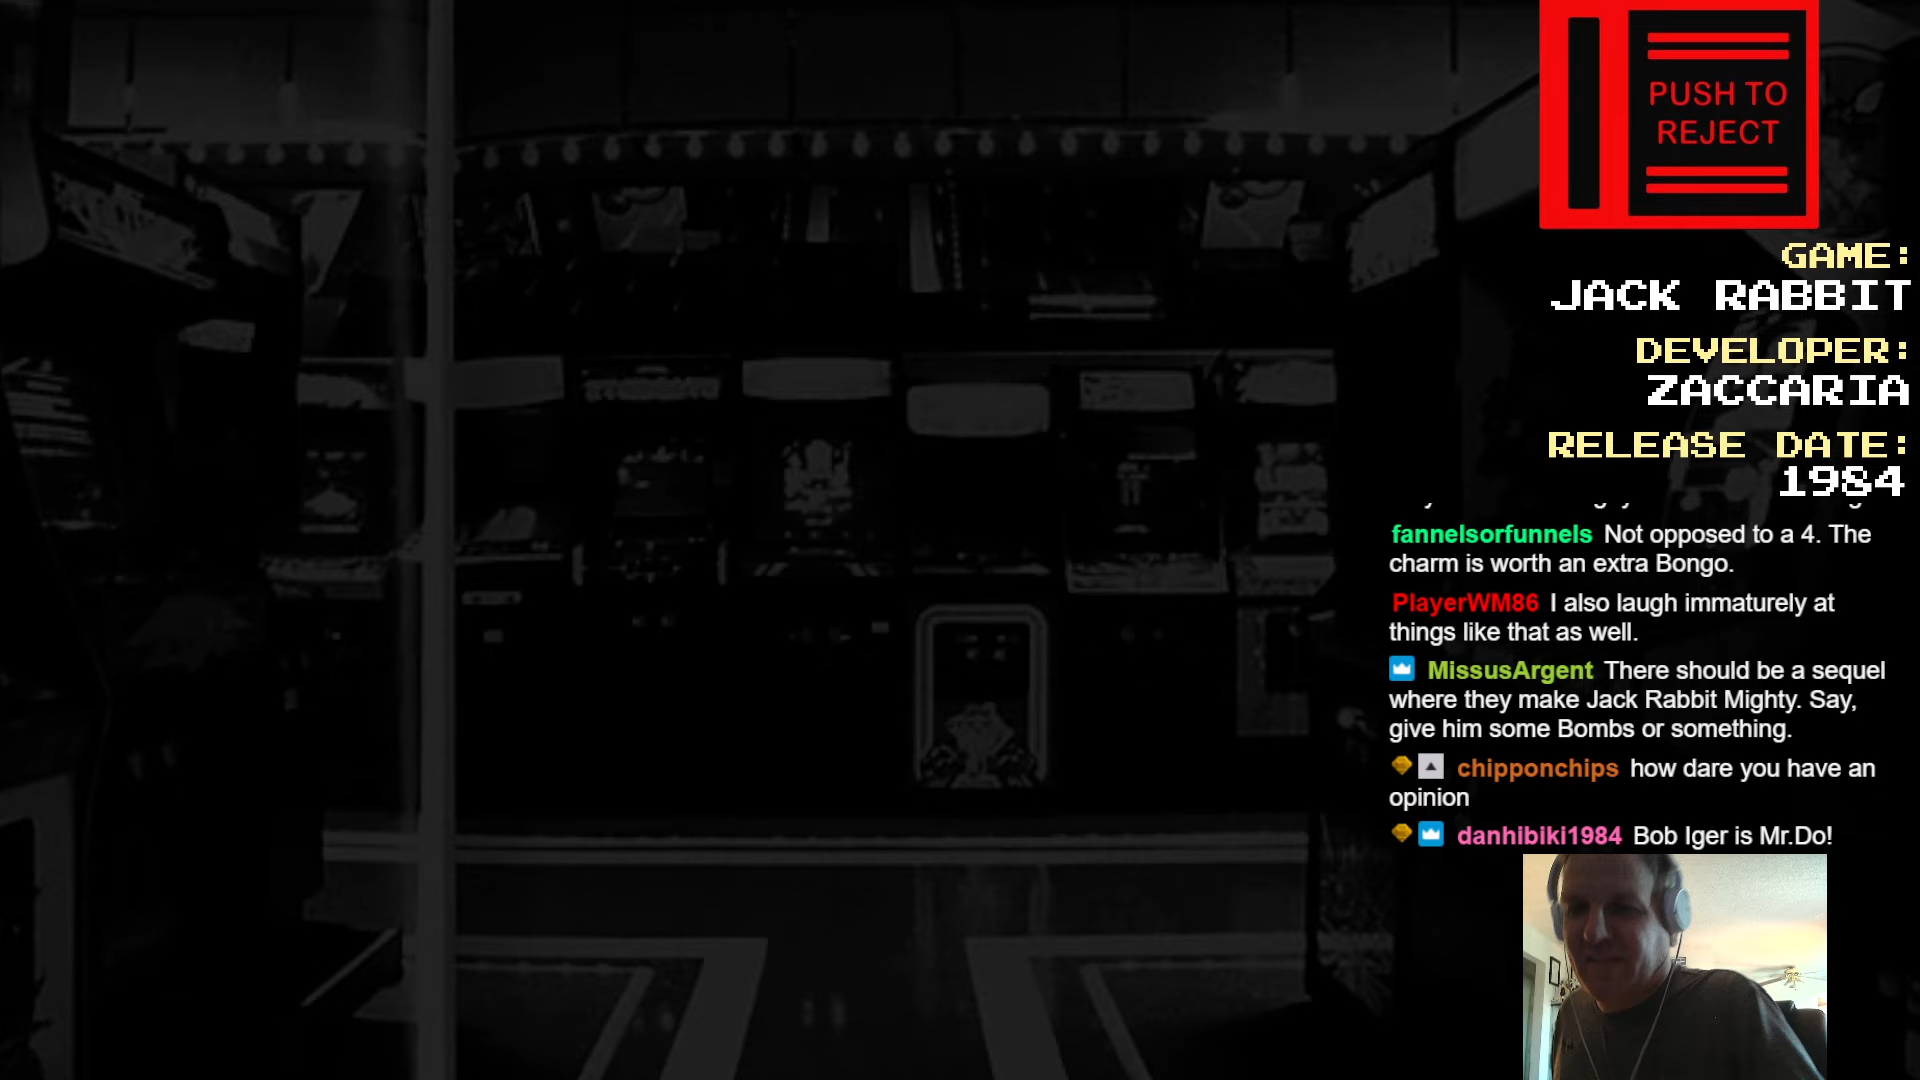 PUSH TO
REJECT
GAME:
JACK RABBIT
DEVELOPER:
ZACCARIA
RELEASE DATE:
1984
fannelsorfunnels Not opposed to a 4. The
charm is worth an extra Bongo.
PlayerWM86 I also laugh immaturely at
things like that as well.
MissusArgent There should be a sequel
where they make Jack Rabbit Mighty. Say,
give him some Bombs or something.
chipponchips how dare you have an
opinion
danhibiki1984 Bob Iger is Mr.Do!